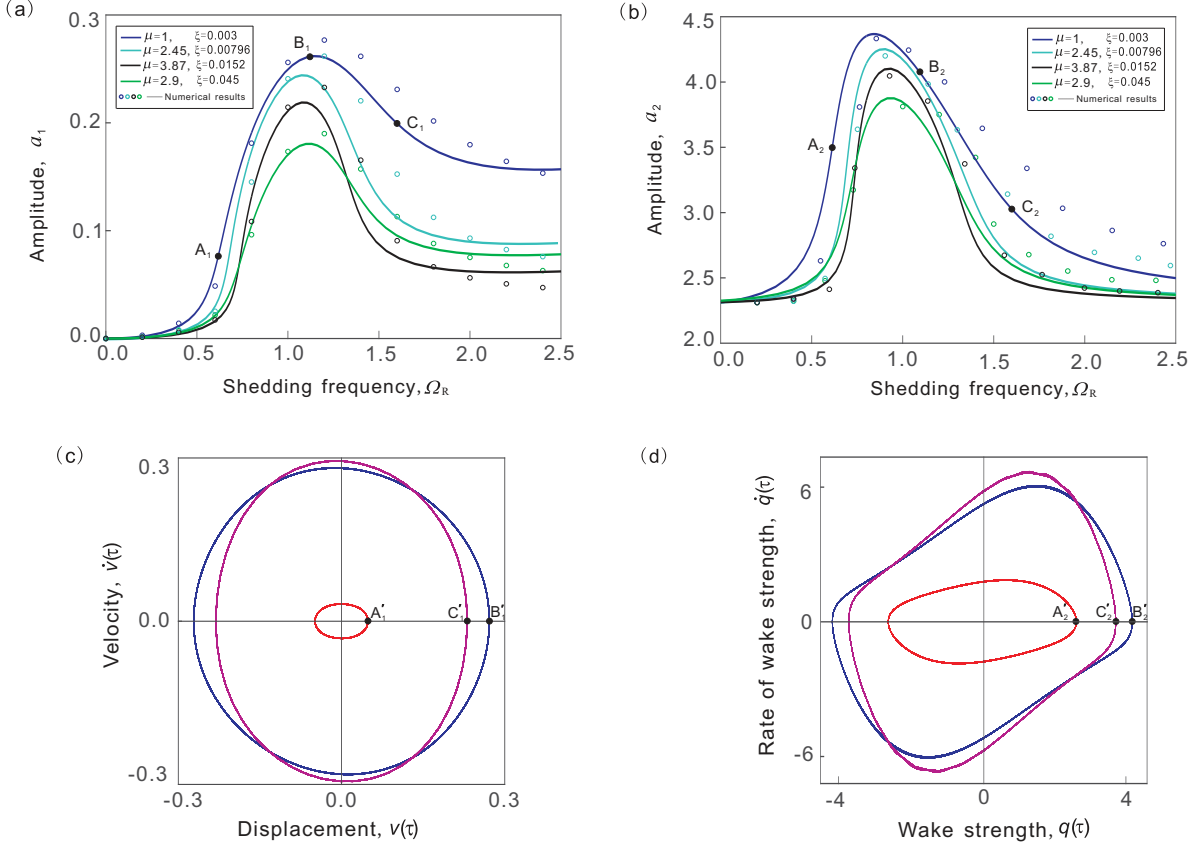 (a)
0.3
0.2
0.1
0.0
Amplitude, a₁
μ=1, ξ=0.003
μ=2.45, ξ=0.00796
μ=3.87, ξ=0.0152
μ=2.9, ξ=0.045
Numerical results
A₁
B₁
C₁
0.0 0.5 1.0 1.5 2.0 2.5
Shedding frequency, Ω_R
(b)
4.5
4.0
3.5
3.0
2.5
2.0
Amplitude, a₂
μ=1, ξ=0.003
μ=2.45, ξ=0.00796
μ=3.87, ξ=0.0152
μ=2.9, ξ=0.045
Numerical results
A₂
B₂
C₂
0.0 0.5 1.0 1.5 2.0 2.5
Shedding frequency, Ω_R
(c)
0.3
0.0
-0.3
Velocity, v̇(τ)
A′₁
C′₁
B′₁
-0.3 0.0 0.3
Displacement, v(τ)
(d)
6
0
-6
Rate of wake strength, q̇(τ)
A′₂
C′₂
B′₂
-4 0 4
Wake strength, q(τ)